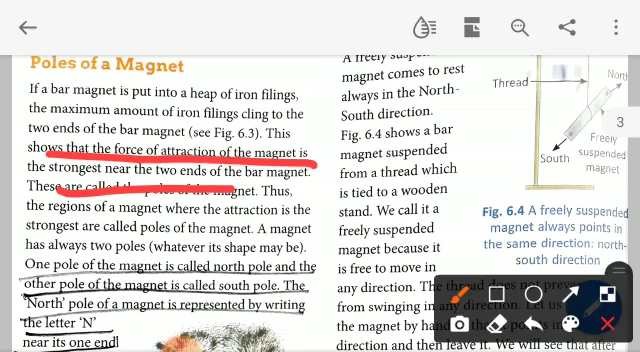 Poles of a Magnet
If a bar magnet is put into a heap of iron filings,
the maximum amount of iron filings cling to the
two ends of the bar magnet (see Fig. 6.3). This
shows that the force of attraction of the magnet is
the strongest near the two ends of the bar magnet.
These are called the poles of the magnet. Thus,
the regions of a magnet where the attraction is the
strongest are called poles of the magnet. A magnet
has always two poles (whatever its shape may be).
One pole of the magnet is called north pole and the
other pole of the magnet is called south pole. The
'North' pole of a magnet is represented by writing
the letter 'N'
near its one end
A freely
magnet comes to rest
always in the North-
South direction.
Fig. 6.4 shows a bar
magnet suspended
from a thread which
is tied to a wooden
stand. We call it a
freely suspended
magnet because it
is free to move in
any direction. The thread does not
from swinging in any direction. Let us
the magnet by hand
direction and then leave it. We will see that after
Thread
North
South
Freely
suspended
magnet
Fig. 6.4 A freely suspended
magnet always points in
the same direction: north-
south direction
3